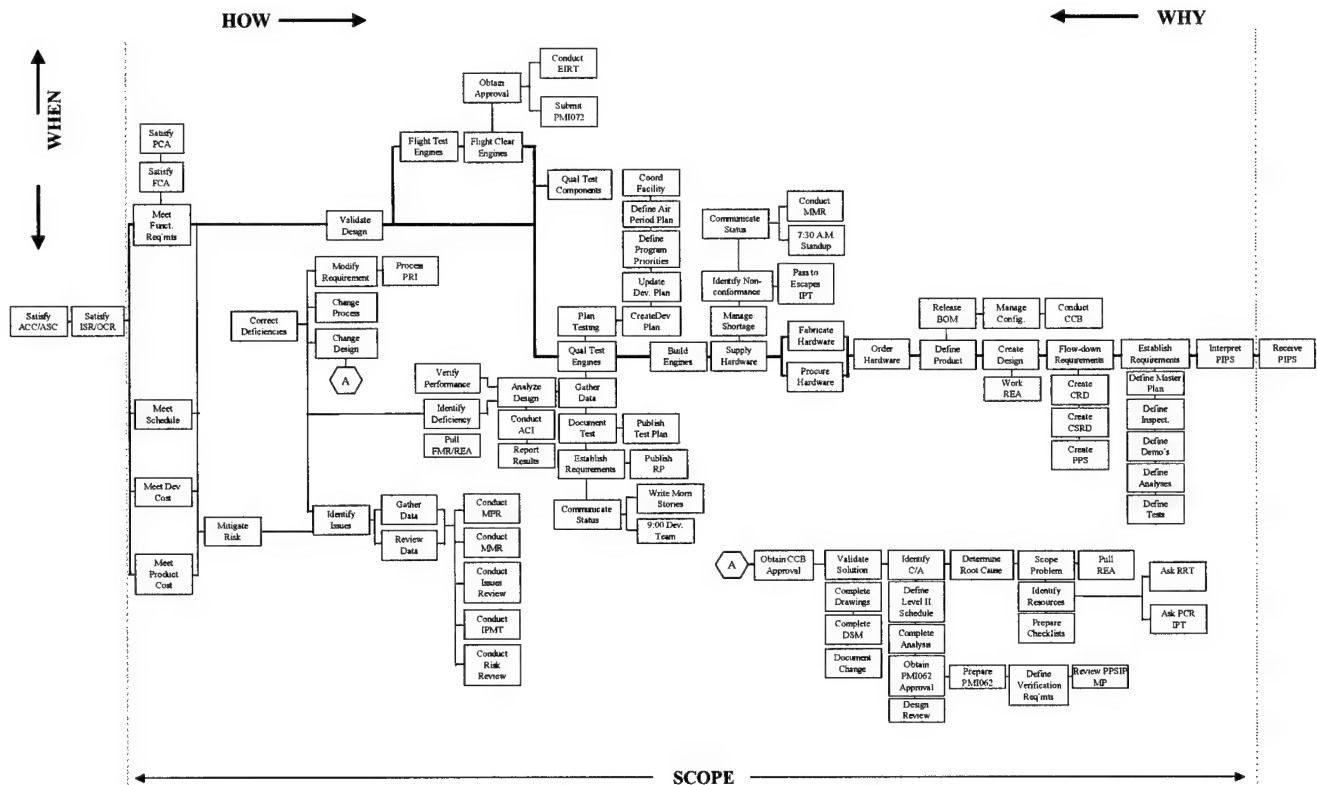 HOW
WHY
WHEN
Conduct
EIRT
Obtain
Approval
Submit
PMI072
Flight Test
Engines
Flight Clear
Engines
Satisfy
PCA
Satisfy
FCA
Meet
Funct.
Req'mts
Validate
Design
Qual Test
Components
Coord
Facility
Define Air
Period Plan
Define
Program
Priorities
Update
Dev. Plan
CreateDev
Plan
Plan
Testing
Communicate
Status
Conduct
MMR
7:30 A.M.
Standup
Identify Non-
conformance
Pass to
Escapes
IPT
Manage
Shortage
Modify
Requirement
Process
PRI
Change
Process
Change
Design
A
Correct
Deficiencies
Satisfy
ACC/ASC
Satisfy
ISR/OCR
Qual Test
Engines
Build
Engines
Supply
Hardware
Fabricate
Hardware
Procure
Hardware
Order
Hardware
Release
BOM
Manage
Config.
Conduct
CCB
Define
Product
Create
Design
Work
REA
Flow-down
Requirements
Create
CRD
Create
CSRD
Create
PPS
Establish
Requirements
Define Master
Plan
Define
Inspect.
Define
Demo's
Define
Analyses
Define
Tests
Interpret
PIPS
Receive
PIPS
Verify
Performance
Analyze
Design
Identify
Deficiency
Conduct
ACI
Pull
FMR/REA
Report
Results
Gather
Data
Document
Test
Publish
Test Plan
Establish
Requirements
Publish
RP
Communicate
Status
Write Morn
Stories
9:00 Dev.
Team
Meet
Schedule
Meet Dev
Cost
Meet
Product
Cost
Mitigate
Risk
Identify
Issues
Gather
Data
Review
Data
Conduct
MPR
Conduct
MMR
Conduct
Issues
Review
Conduct
IPMT
Conduct
Risk
Review
A
Obtain CCB
Approval
Validate
Solution
Complete
Drawings
Complete
DSM
Document
Change
Identify
C/A
Define
Level II
Schedule
Complete
Analysis
Obtain
PMI062
Approval
Design
Review
Prepare
PMI062
Define
Verification
Req'mts
Review PPSIP
MP
Determine
Root Cause
Scope
Problem
Identify
Resources
Prepare
Checklists
Pull
REA
Ask RRT
Ask PCR
IPT
SCOPE